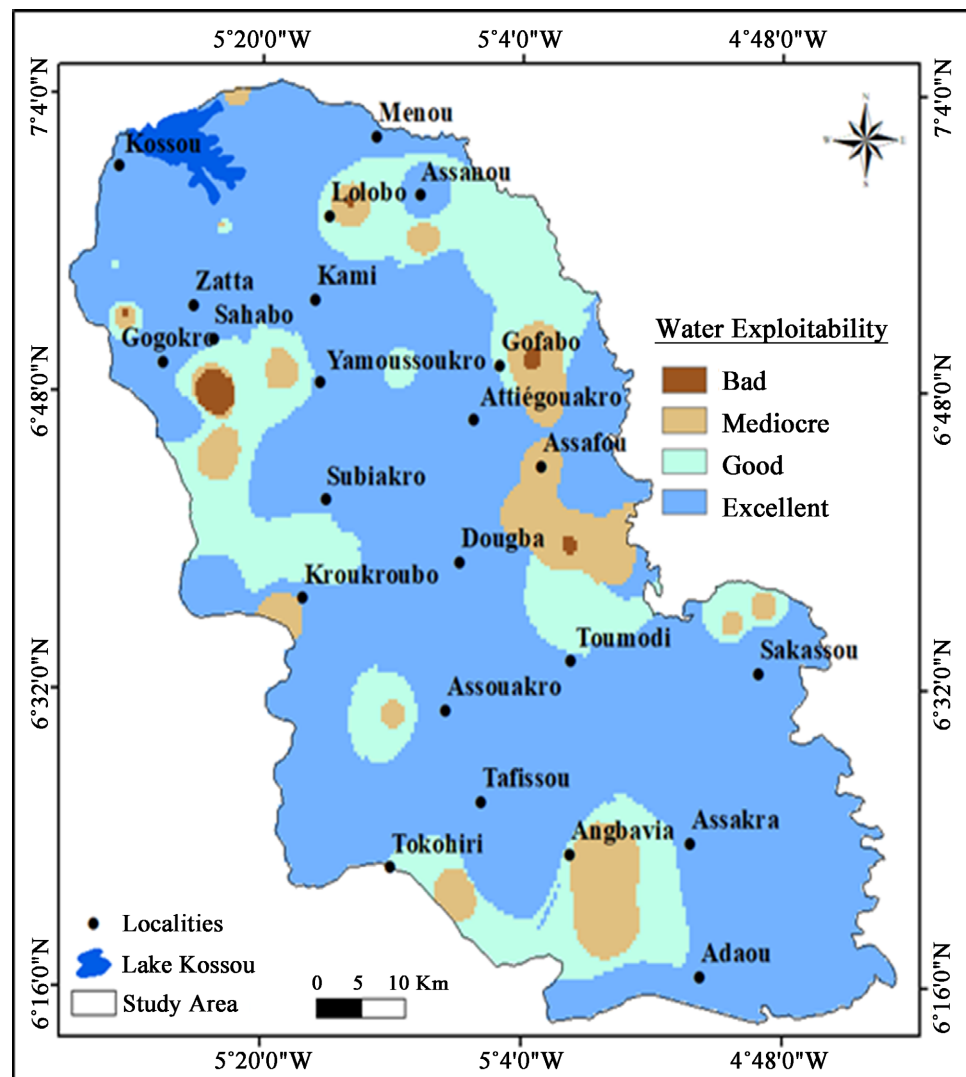 5°20'0"W 5°4'0"W 4°48'0"W
7°4'0"N
7°4'0"N
N
W E
S
Menou
Kossou
Assanou
Lolobo
Zatta
Kami
Sahabo
Gogokro
Yamoussoukro
Gofabo
Water Exploitability
Bad
Mediocre
Good
Excellent
6°48'0"N
6°48'0"N
Attiégouakro
Assafou
Subiakro
Dougba
Kroukroubo
Toumodi
Sakassou
6°32'0"N
6°32'0"N
Assouakro
Tafissou
Angbavia
Assakra
Tokohiri
Adaou
Localities
Lake Kossou
Study Area
0 5 10 Km
6°16'0"N
6°16'0"N
5°20'0"W 5°4'0"W 4°48'0"W